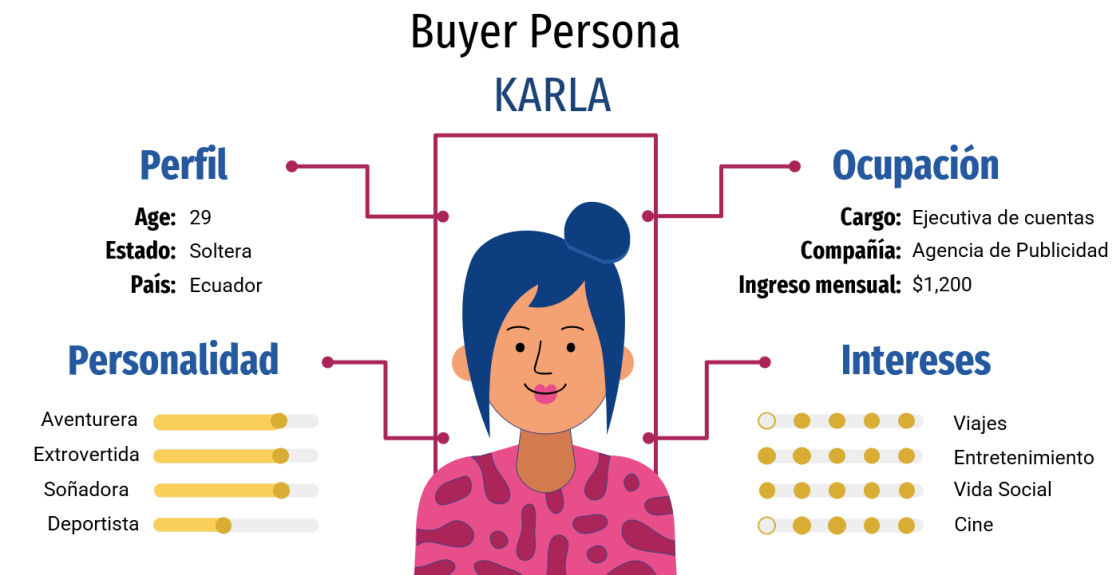 Buyer Persona
KARLA
Perfil
Age: 29
Estado: Soltera
País: Ecuador
Ocupación
Cargo: Ejecutiva de cuentas
Compañía: Agencia de Publicidad
Ingreso mensual: $1,200
Personalidad
Aventurera
Extrovertida
Soñadora
Deportista
Intereses
Viajes
Entretenimiento
Vida Social
Cine